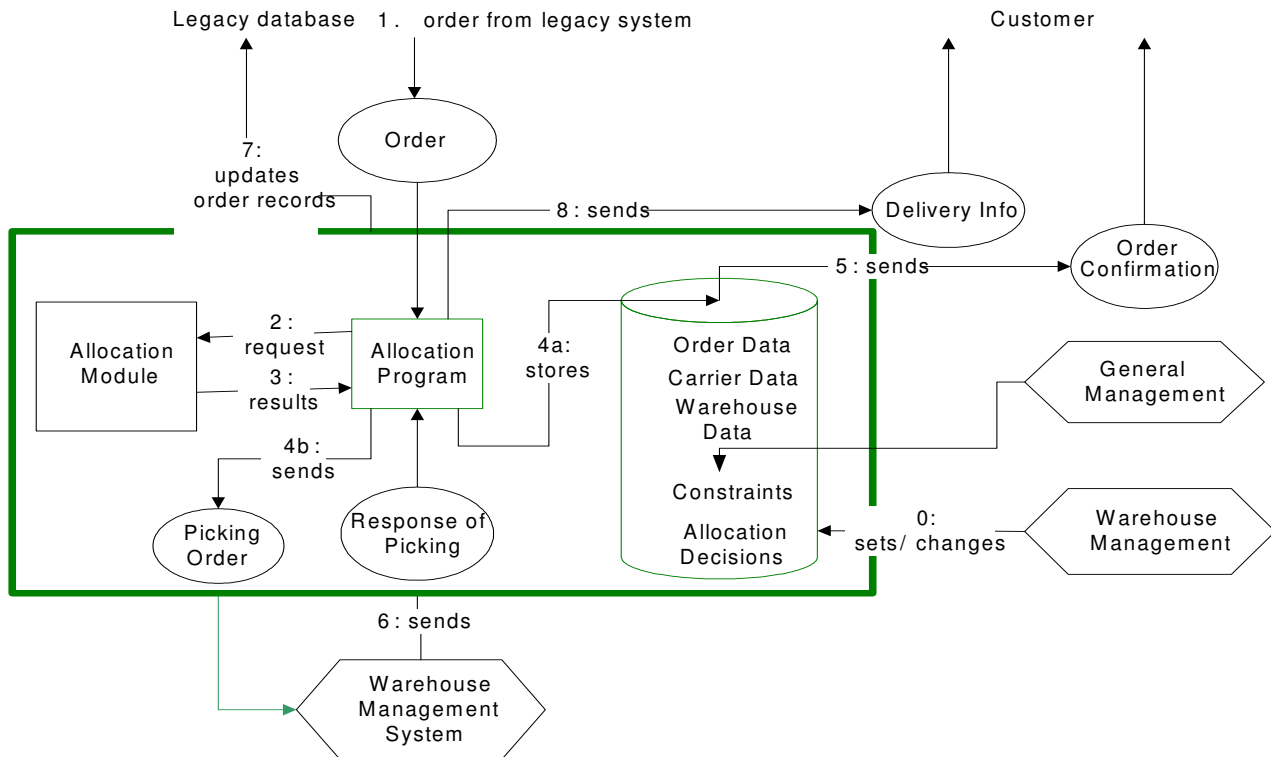 Legacy database
1. order from legacy system
Customer
Order
7:
updates
order records
8: sends
Delivery Info
5: sends
Order
Confirmation
2:
request
3:
results
Allocation
Module
Allocation
Program
4a:
stores
Order Data
Carrier Data
Warehouse
Data
Constraints
Allocation
Decisions
General
Management
4b:
sends
Picking
Order
Response of
Picking
0:
sets/ changes
Warehouse
Management
6: sends
Warehouse
Management
System